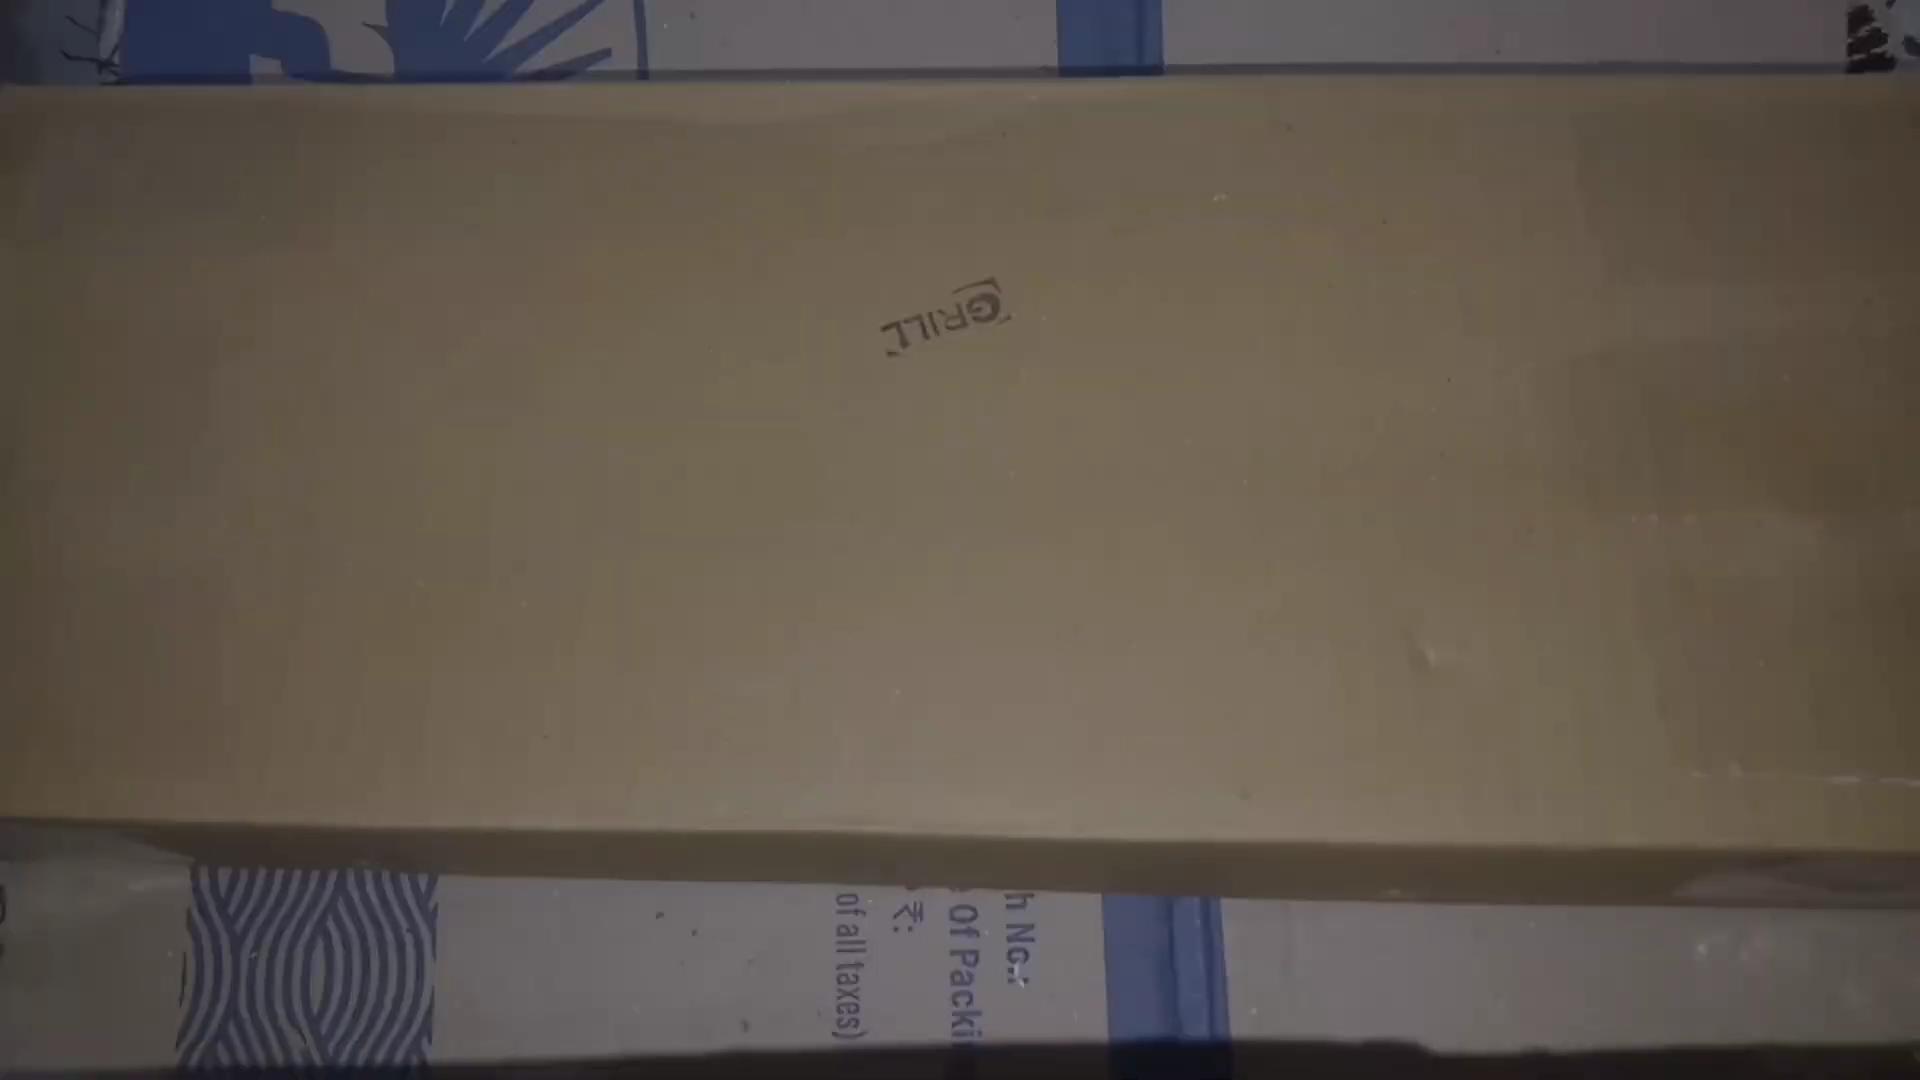 GRILL
h No.:
Of Packi
₹:
of all taxes)